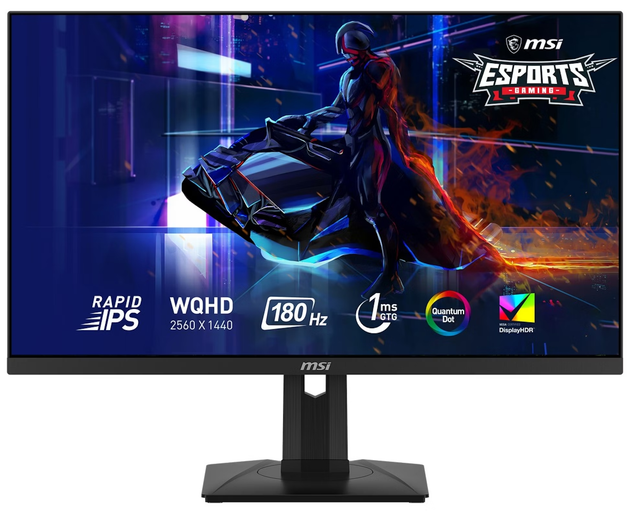 msi
ESPORTS
GAMING
RAPID
IPS
WQHD
2560 X 1440
180 Hz
1ms
GTG
Quantum
Dot
DisplayHDR
msi